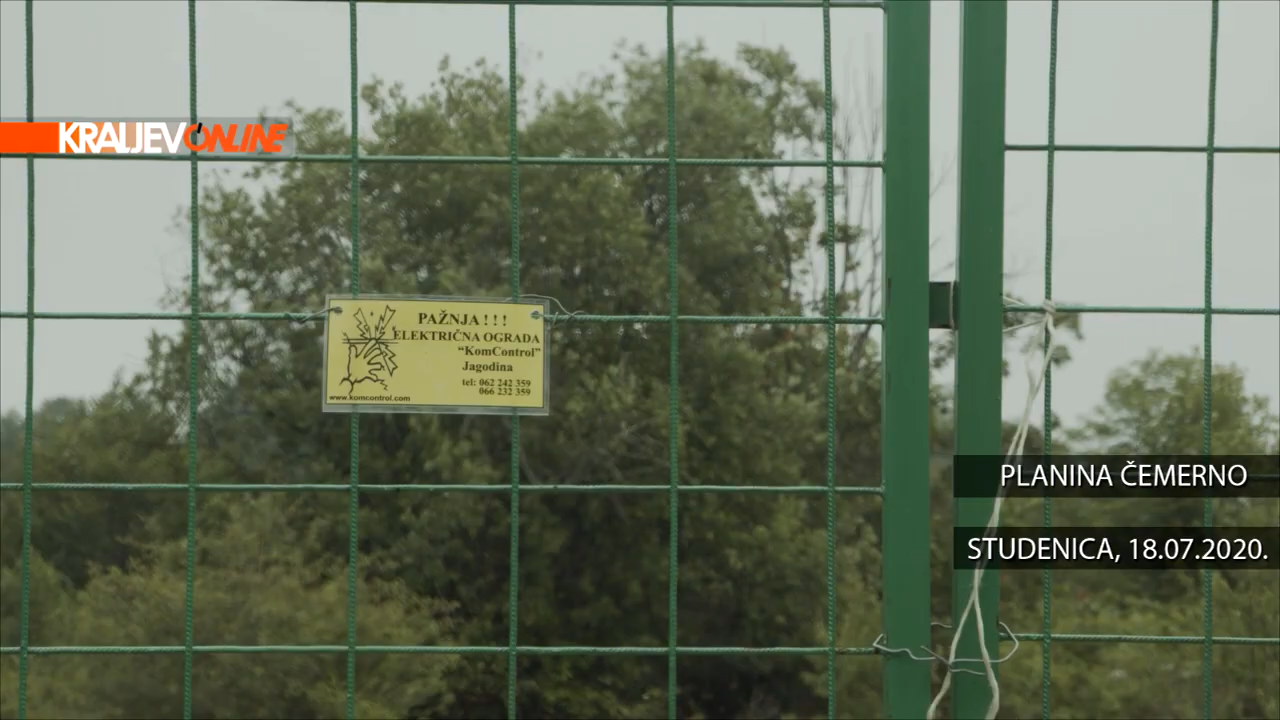 KRALJEVONLINE
PAŽNJA ! ! !
ELEKTRIČNA OGRADA
“KomControl”
Jagodina
tel: 062 242 359
066 232 359
www.komcontrol.com
PLANINA ČEMERNO
STUDENICA, 18.07.2020.